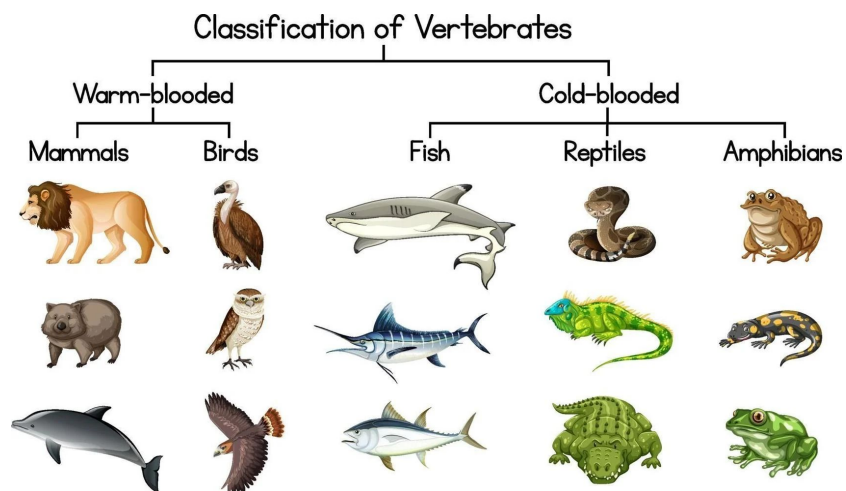 Classification of Vertebrates
Warm-blooded
Cold-blooded
Mammals
Birds
Fish
Reptiles
Amphibians